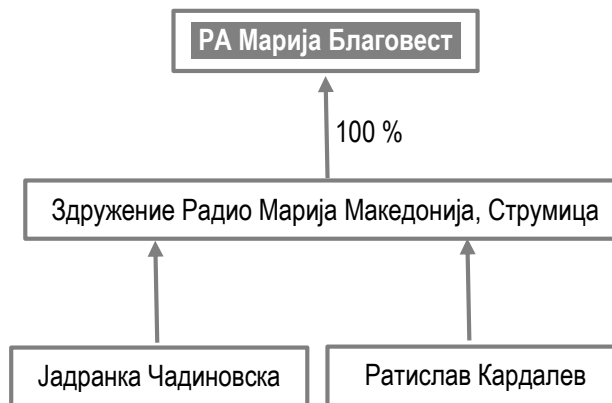 РА Марија Благовест
100 %
Здружение Радио Марија Македонија, Струмица
Јадранка Чадиновска
Ратислав Кардалев